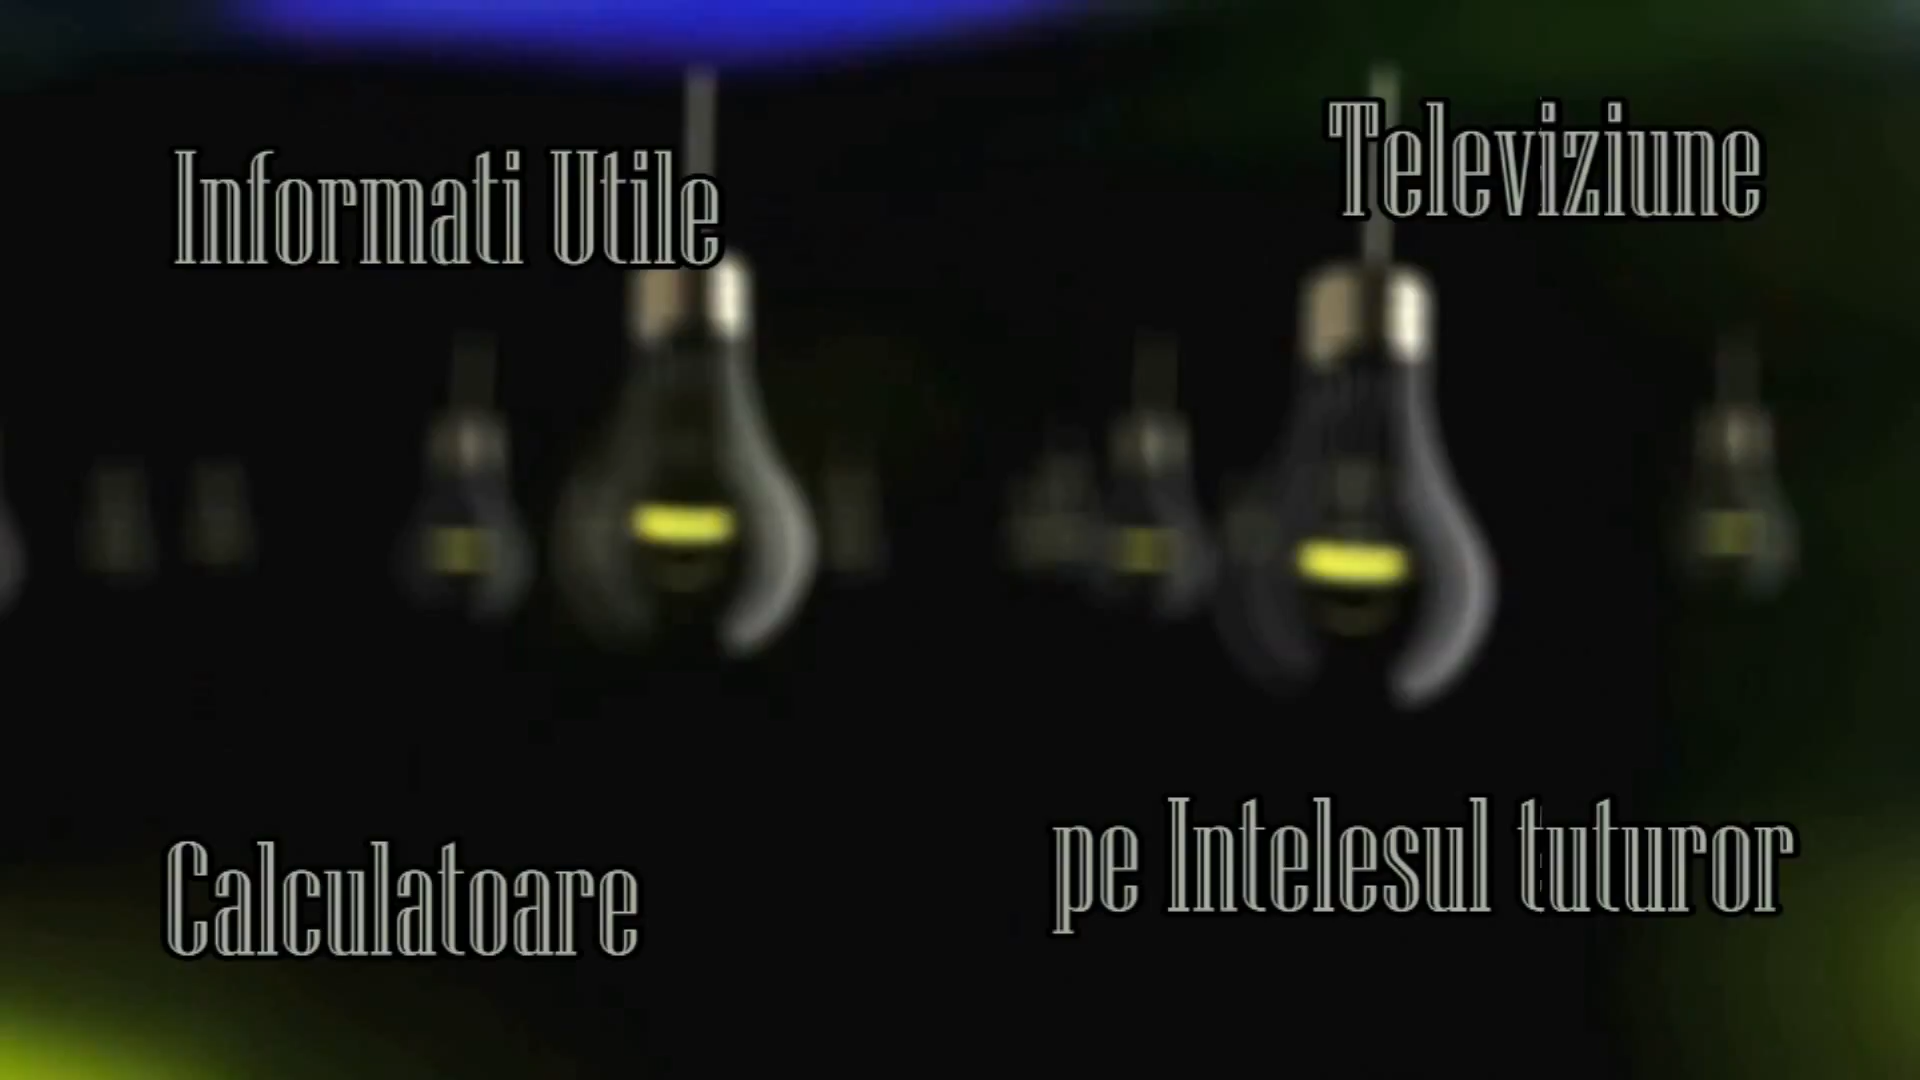 Informati Utile
Televiziune
Calculatoare
pe Intelesul tuturor